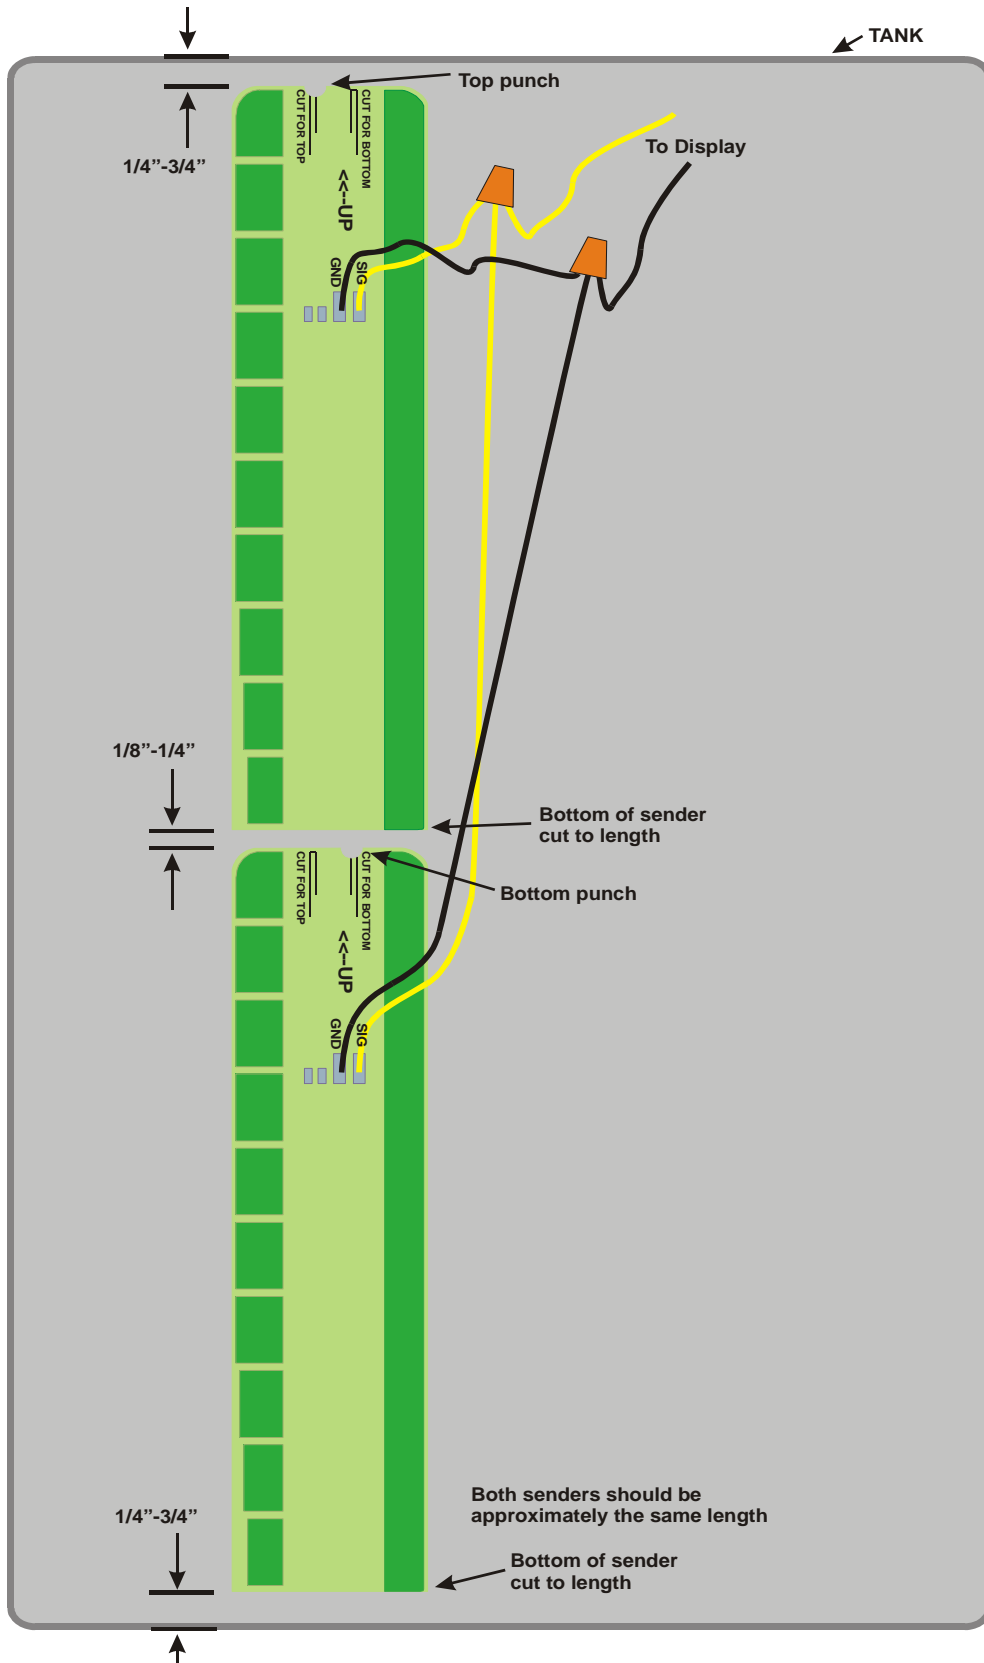 TANK
Top punch
CUT FOR TOP
CUT FOR BOTTOM
To Display
1/4”-3/4”
<<--UP
GND
SIG
1/8”-1/4”
Bottom of sender
cut to length
CUT FOR TOP
CUT FOR BOTTOM
Bottom punch
<<--UP
GND
SIG
Both senders should be
approximately the same length
1/4”-3/4”
Bottom of sender
cut to length